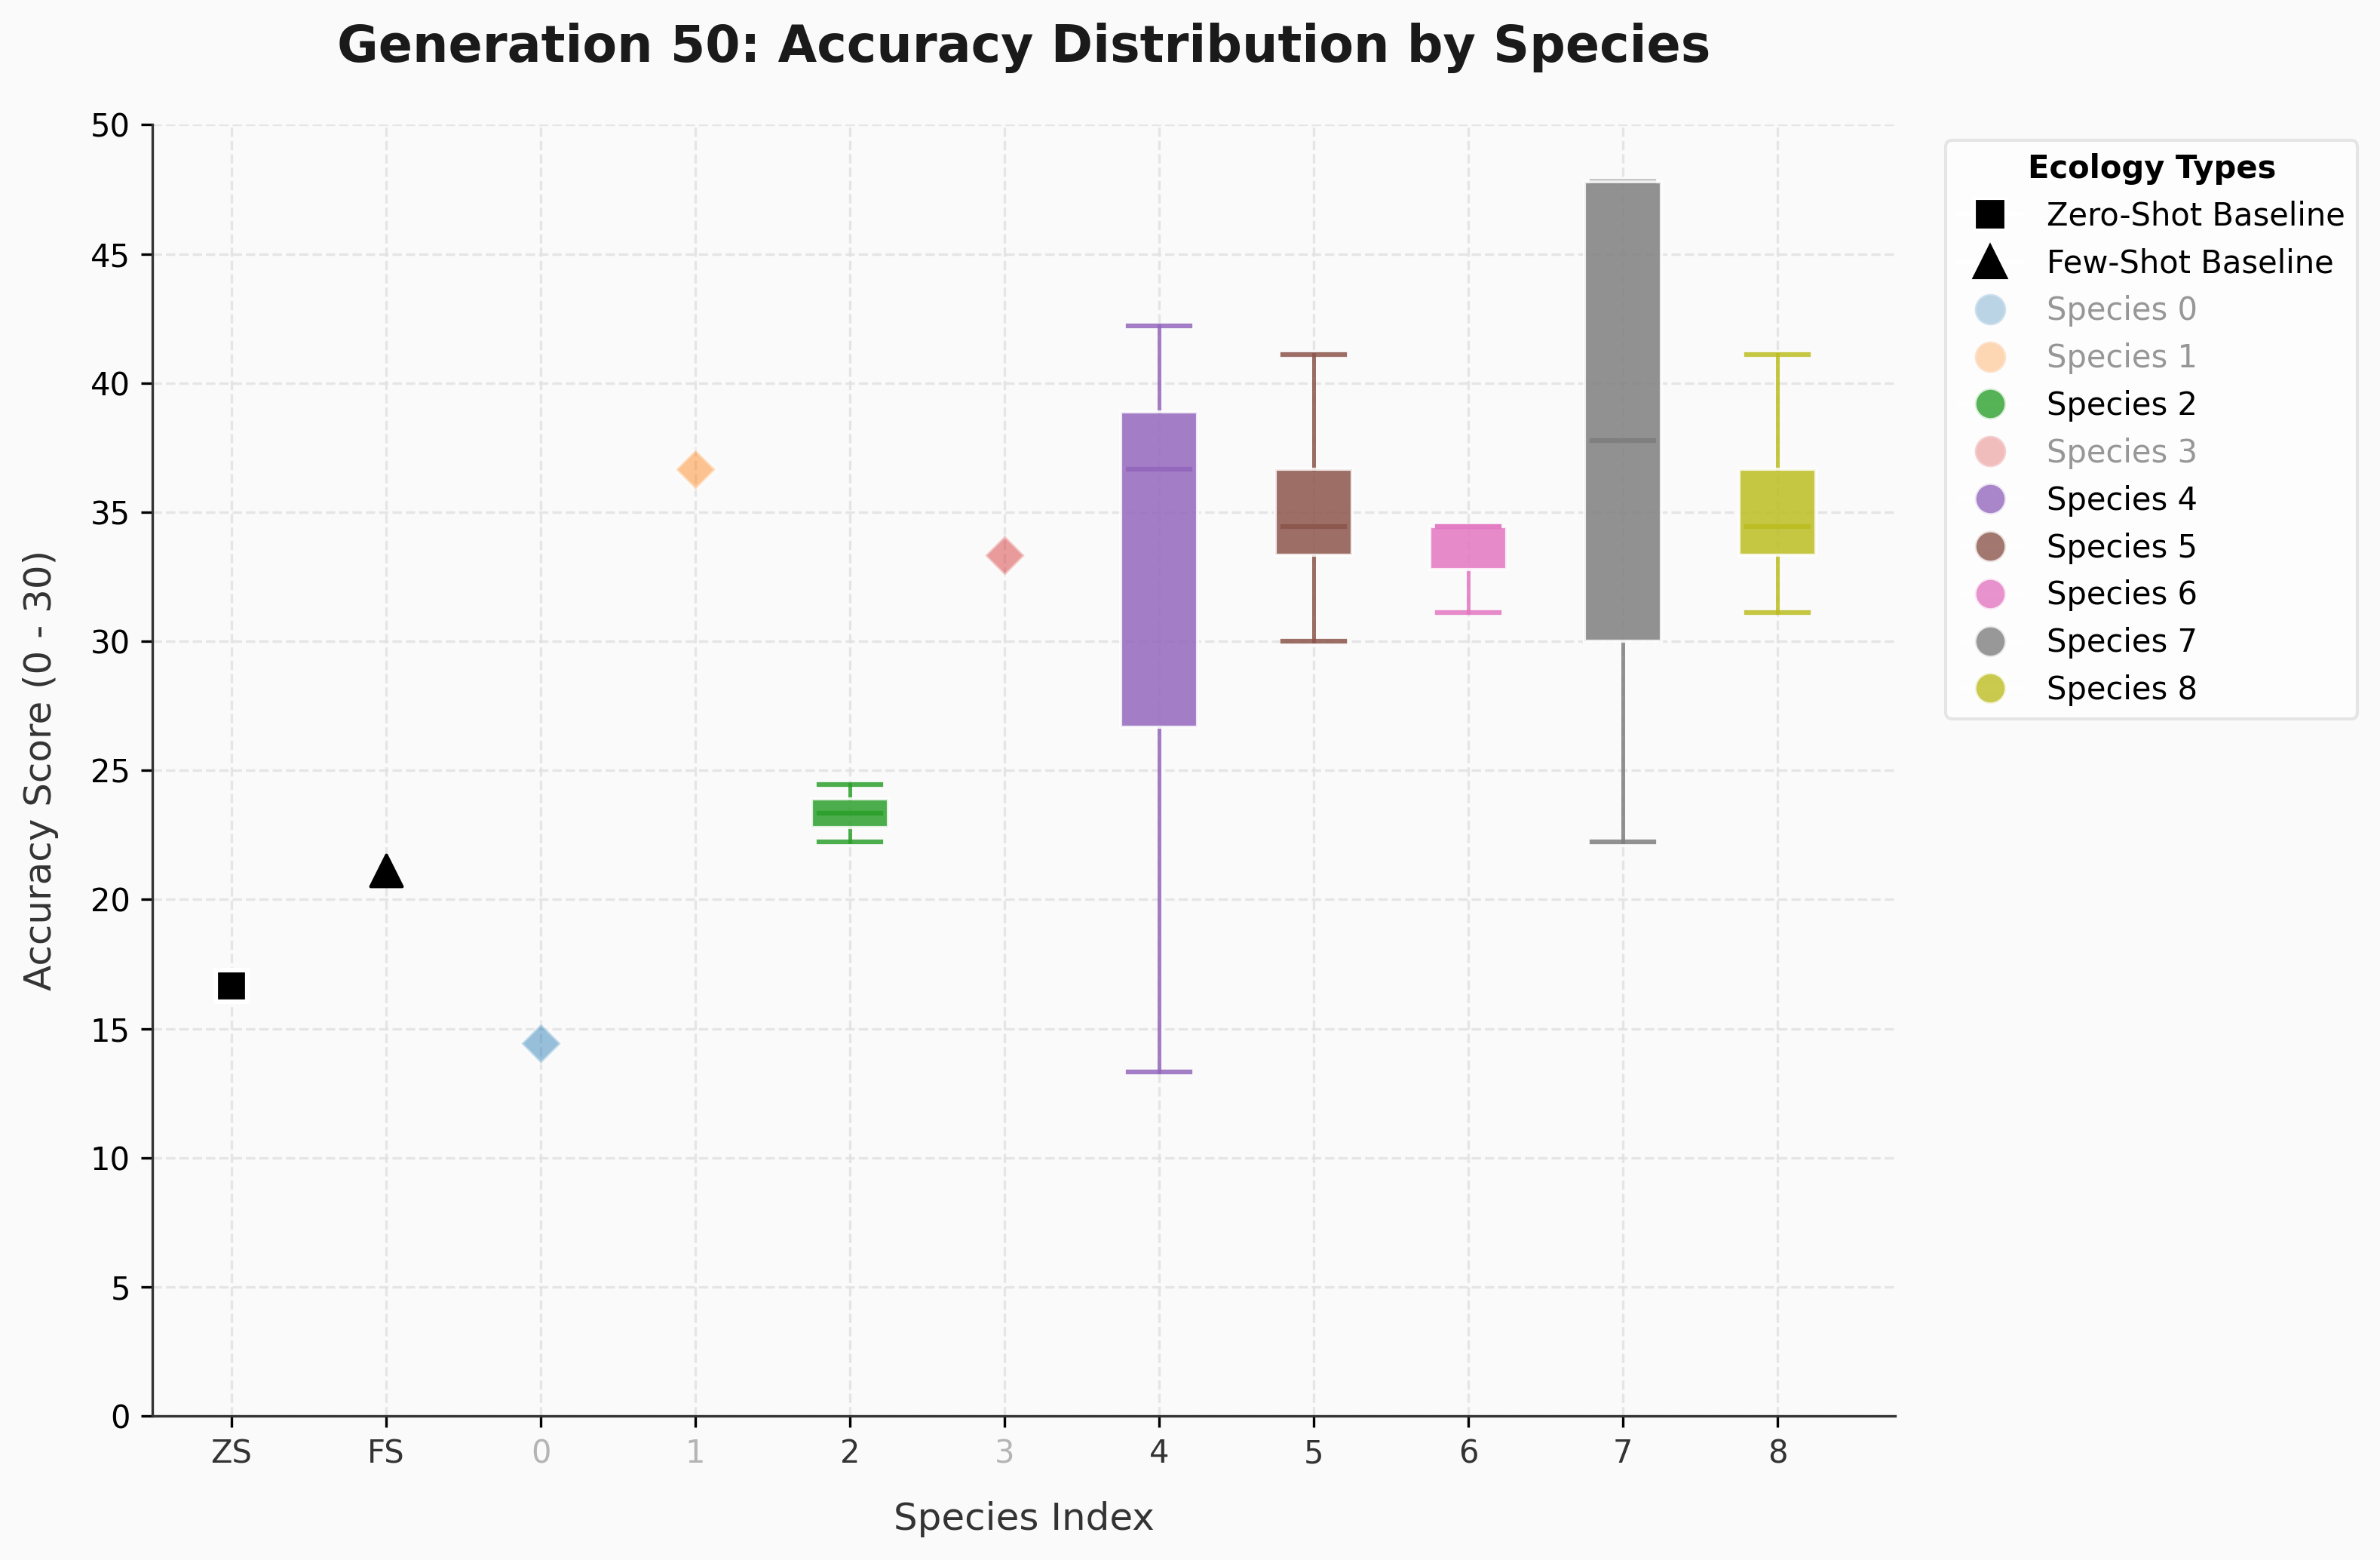 Generation 50: Accuracy Distribution by Species
50
45
40
35
30
25
20
15
10
5
0
Accuracy Score (0 - 30)
ZS FS 0 1 2 3 4 5 6 7 8
Species Index
Ecology Types
Zero-Shot Baseline
Few-Shot Baseline
Species 0
Species 1
Species 2
Species 3
Species 4
Species 5
Species 6
Species 7
Species 8